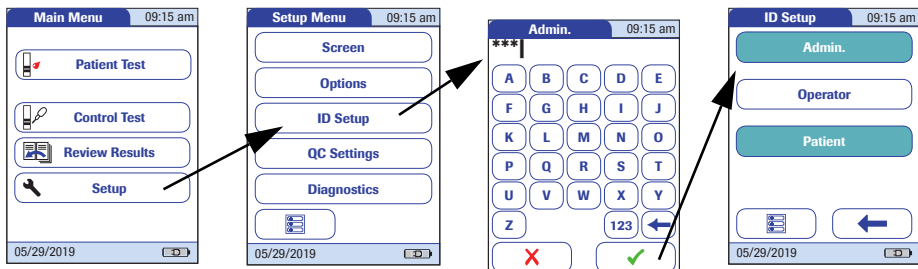 Main Menu 09:15 am
Patient Test
Control Test
Review Results
Setup
05/29/2019
Setup Menu 09:15 am
Screen
Options
ID Setup
QC Settings
Diagnostics
05/29/2019
Admin. 09:15 am
***
A B C D E
F G H I J
K L M N O
P Q R S T
U V W X Y
Z 123
ID Setup 09:15 am
Admin.
Operator
Patient
05/29/2019